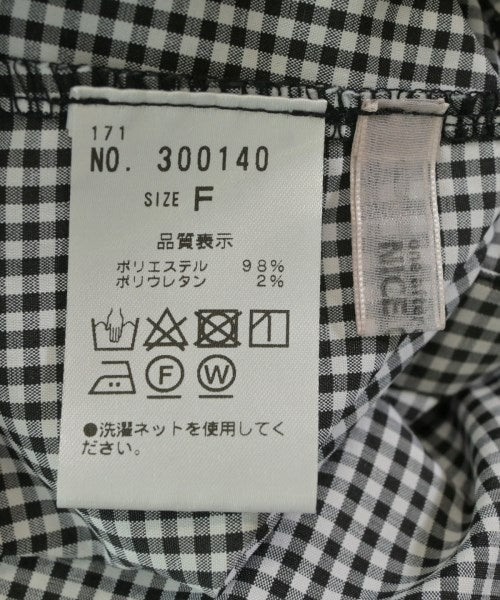 171
NO. 300140
SIZE F
品質表示
ポリエステル 98%
ポリウレタン 2%
F W
●洗濯ネットを使用してく
ださい。
NICE